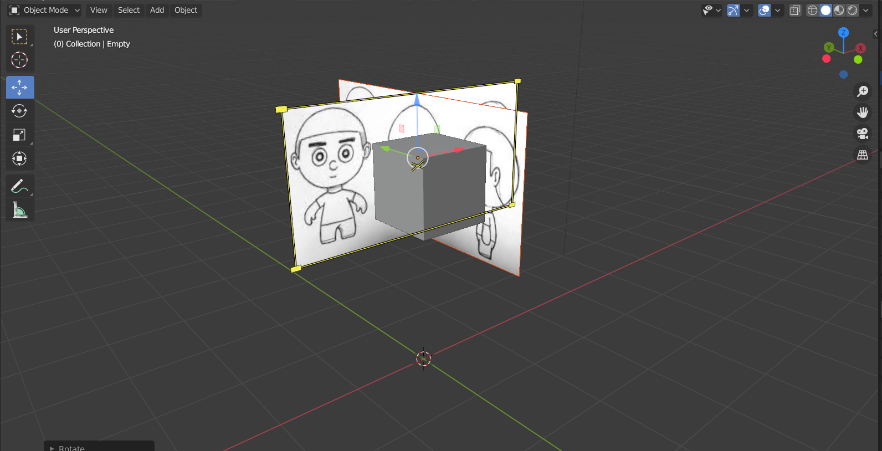 Object Mode View Select Add Object
User Perspective
(0) Collection | Empty
Z
Y X
Rotate